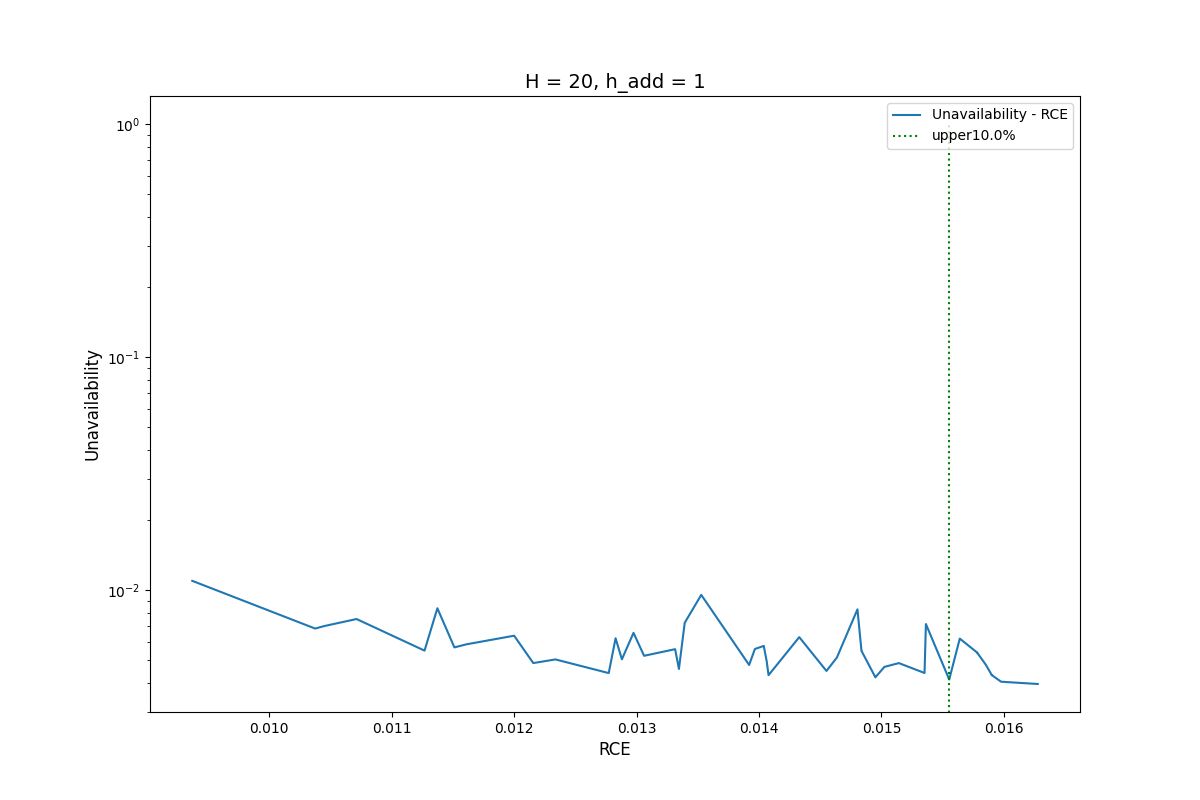 H = 20, h_add = 1
Unavailability - RCE
upper10.0%
10⁰
10⁻¹
10⁻²
Unavailability
0.010 0.011 0.012 0.013 0.014 0.015 0.016
RCE